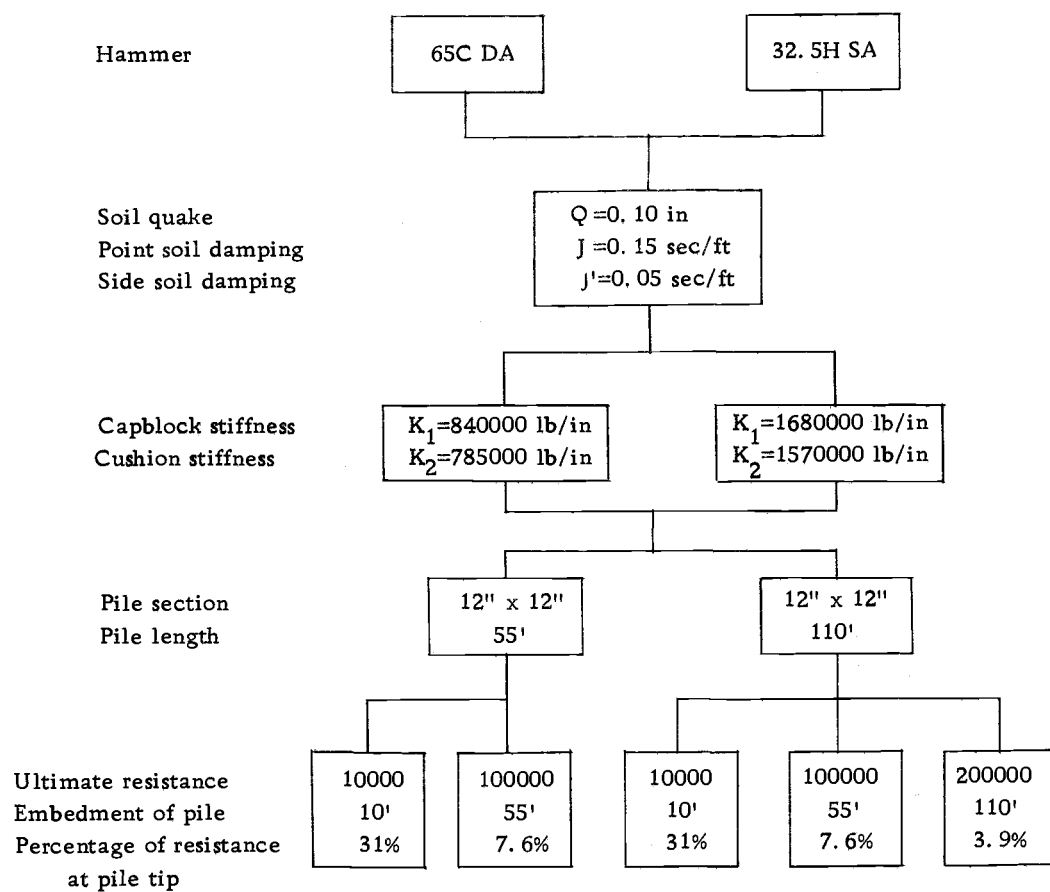 Hammer
65C DA
32. 5H SA
Soil quake
Point soil damping
Side soil damping
Q =0. 10 in
J =0. 15 sec/ft
J'=0. 05 sec/ft
Capblock stiffness
Cushion stiffness
K1=840000 lb/in
K2=785000 lb/in
K1=1680000 lb/in
K2=1570000 lb/in
Pile section
Pile length
12" x 12"
55'
12" x 12"
110'
Ultimate resistance
Embedment of pile
Percentage of resistance
at pile tip
10000
10'
31%
100000
55'
7. 6%
10000
10'
31%
100000
55'
7. 6%
200000
110'
3. 9%